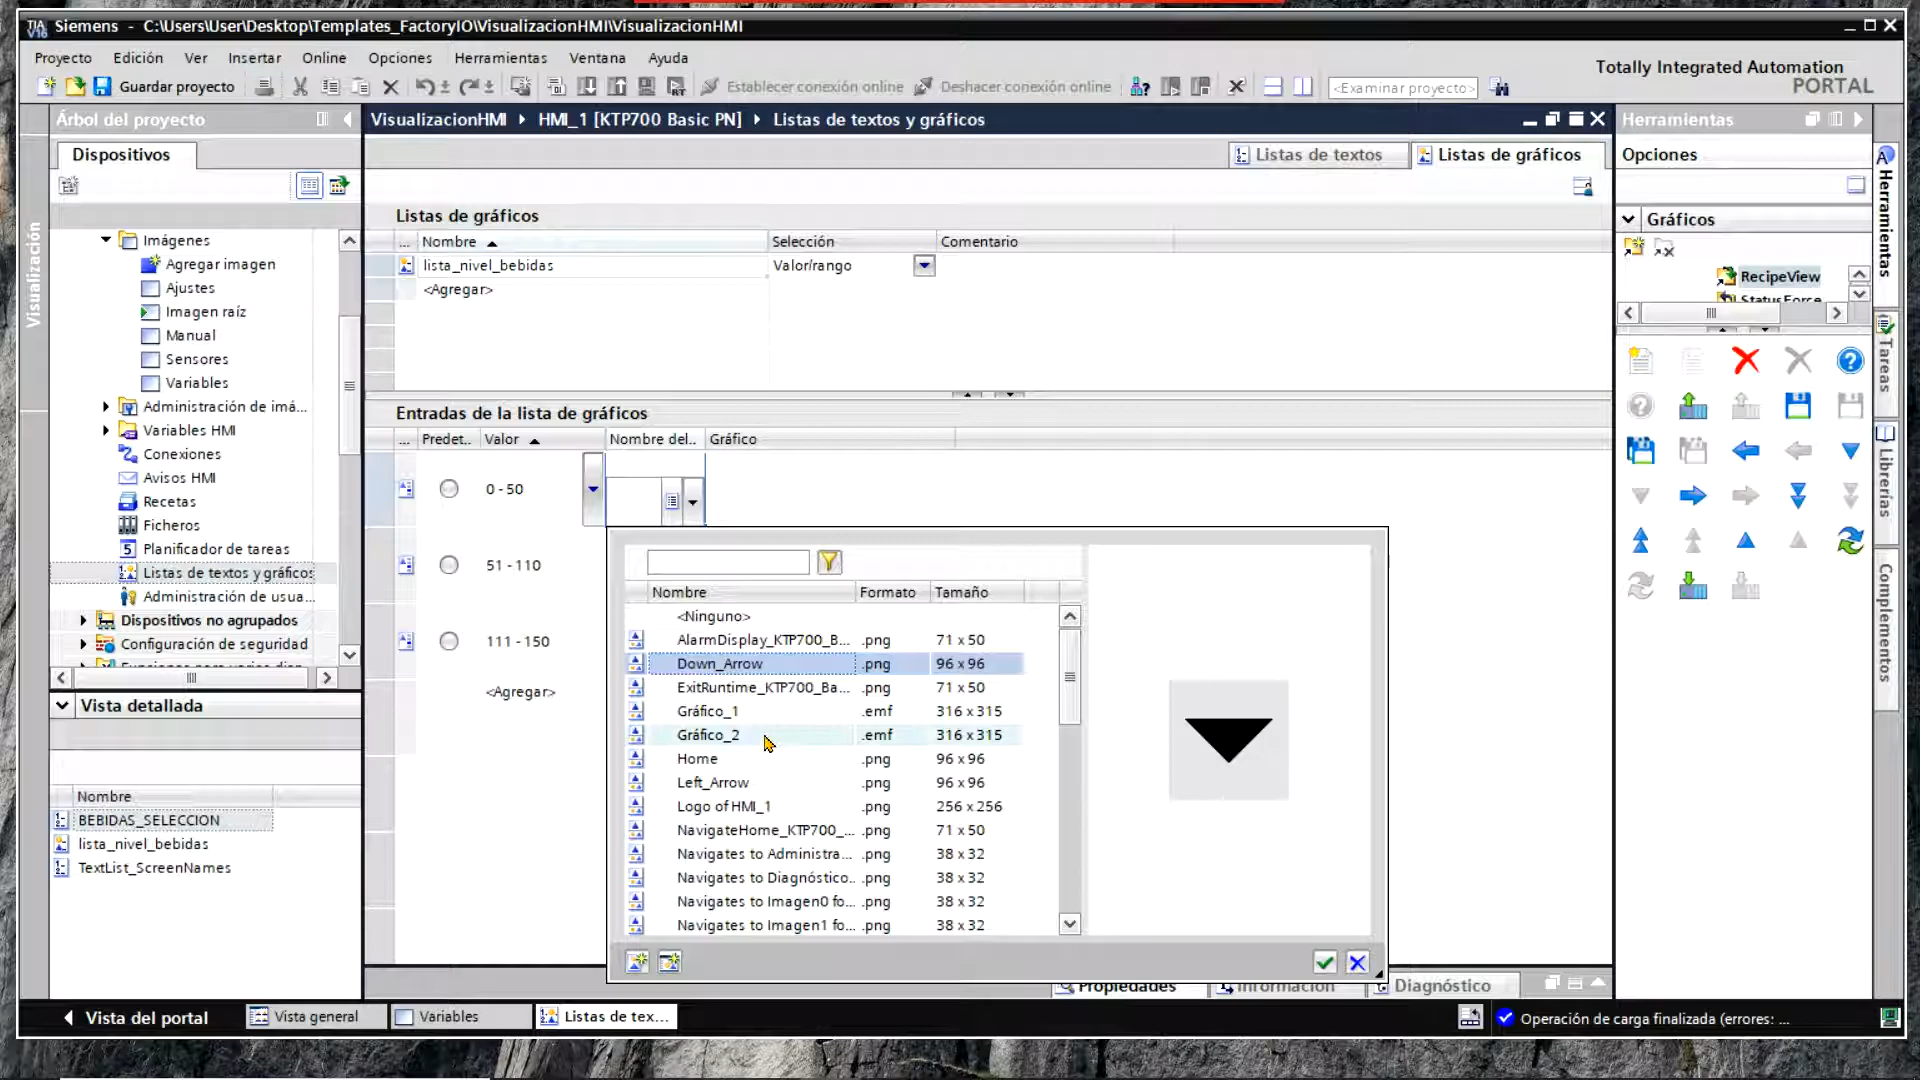 Siemens - C:\Users\User\Desktop\Templates_FactoryIO\VisualizacionHMI\VisualizacionHMI
Proyecto Edición Ver Insertar Online Opciones Herramientas Ventana Ayuda
Totally Integrated Automation
PORTAL
Guardar proyecto
Establecer conexión online
Deshacer conexión online
<Examinar proyecto>
Árbol del proyecto
VisualizacionHMI HMI_1 [KTP700 Basic PN] Listas de textos y gráficos
Herramientas
Dispositivos
Listas de textos
Listas de gráficos
Opciones
Visualización
Imágenes
Agregar imagen
Ajustes
Imagen raíz
Manual
Sensores
Variables
Administración de imá...
Variables HMI
Conexiones
Avisos HMI
Recetas
Ficheros
Planificador de tareas
Listas de textos y gráficos
Administración de usua...
Dispositivos no agrupados
Configuración de seguridad
Vista detallada
Nombre
BEBIDAS_SELECCION
lista_nivel_bebidas
TextList_ScreenNames
Listas de gráficos
... Nombre Selección Comentario
lista_nivel_bebidas Valor/rango
<Agregar>
Entradas de la lista de gráficos
... Predet.. Valor Nombre del.. Gráfico
0 - 50
51 - 110
111 - 150
<Agregar>
Nombre Formato Tamaño
<Ninguno>
AlarmDisplay_KTP700_B... .png 71 x 50
Down_Arrow .png 96 x 96
ExitRuntime_KTP700_Ba... .png 71 x 50
Gráfico_1 .emf 316 x 315
Gráfico_2 .emf 316 x 315
Home .png 96 x 96
Left_Arrow .png 96 x 96
Logo of HMI_1 .png 256 x 256
NavigateHome_KTP700_... .png 71 x 50
Navigates to Administra... .png 38 x 32
Navigates to Diagnóstico.. .png 38 x 32
Navigates to Imagen0 fo... .png 38 x 32
Navigates to Imagen1 fo... .png 38 x 32
Propiedades
Información
Diagnóstico
Gráficos
RecipeView
StatusForce
Herramientas
Tareas
Librerías
Complementos
Vista del portal
Vista general
Variables
Listas de tex...
Operación de carga finalizada (errores: ...